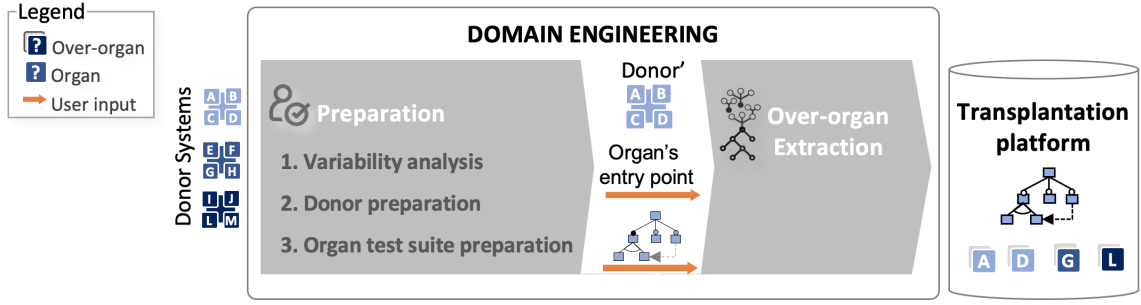 Legend
? Over-organ
? Organ
User input
Donor Systems
A B
C D
E F
G H
I J
L M
DOMAIN ENGINEERING
Preparation
1. Variability analysis
2. Donor preparation
3. Organ test suite preparation
Donor’
A B
C D
Organ’s
entry point
Over-organ
Extraction
Transplantation
platform
A D G L